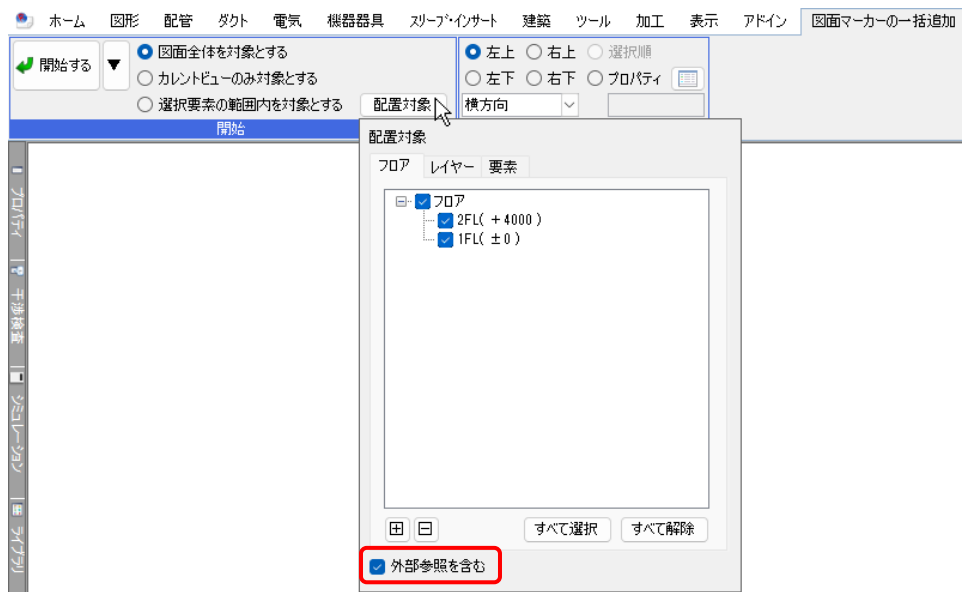 ホーム 図形 配管 ダクト 電気 機器器具 スリーブ・インサート 建築 ツール 加工 表示 アドイン 図面マーカーの一括追加
開始する ▼
図面全体を対象とする
カレントビューのみ対象とする
選択要素の範囲内を対象とする 配置対象
開始
左上 右上 選択順
左下 右下 プロパティ
横方向
配置対象
フロア レイヤー 要素
フロア
2FL( +4000 )
1FL( ±0 )
すべて選択 すべて解除
外部参照を含む
プロパティ
干渉検査
シミュレーション
ライブラリ